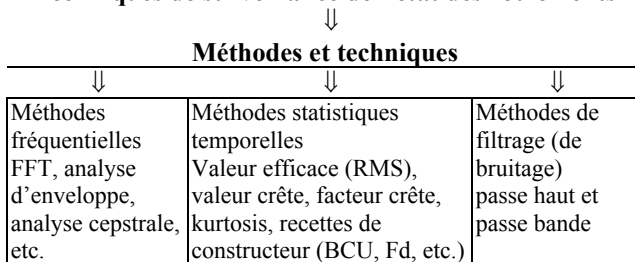 ⇓
Méthodes et techniques
⇓ ⇓ ⇓
Méthodes
fréquentielles
FFT, analyse
d’enveloppe,
analyse cepstrale,
etc.
Méthodes statistiques
temporelles
Valeur efficace (RMS),
valeur crête, facteur crête,
kurtosis, recettes de
constructeur (BCU, Fd, etc.)
Méthodes de
filtrage (de
bruitage)
passe haut et
passe bande